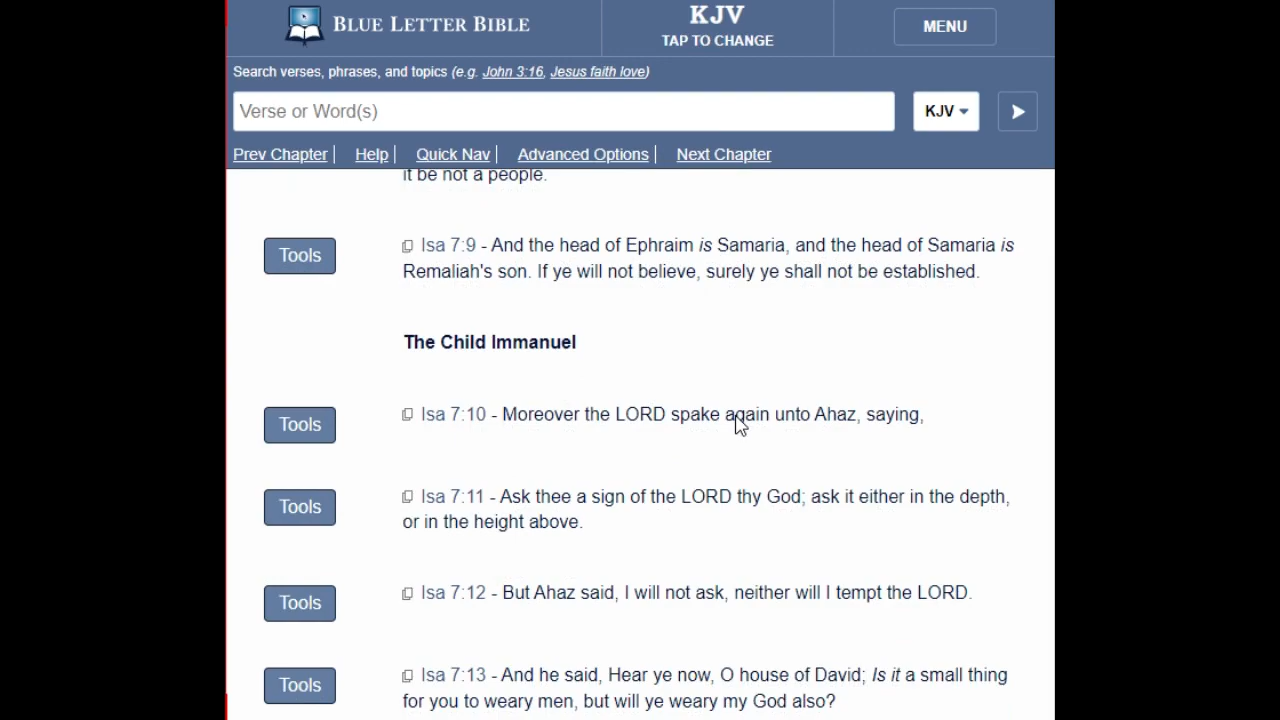 BLUE LETTER BIBLE
KJV
TAP TO CHANGE
MENU
Search verses, phrases, and topics (e.g. John 3:16, Jesus faith love)
Verse or Word(s)
KJV
Prev Chapter | Help | Quick Nav | Advanced Options | Next Chapter
it be not a people.
Tools
Isa 7:9 - And the head of Ephraim is Samaria, and the head of Samaria is
Remaliah's son. If ye will not believe, surely ye shall not be established.
The Child Immanuel
Tools
Isa 7:10 - Moreover the LORD spake again unto Ahaz, saying,
Tools
Isa 7:11 - Ask thee a sign of the LORD thy God; ask it either in the depth,
or in the height above.
Tools
Isa 7:12 - But Ahaz said, I will not ask, neither will I tempt the LORD.
Tools
Isa 7:13 - And he said, Hear ye now, O house of David; Is it a small thing
for you to weary men, but will ye weary my God also?